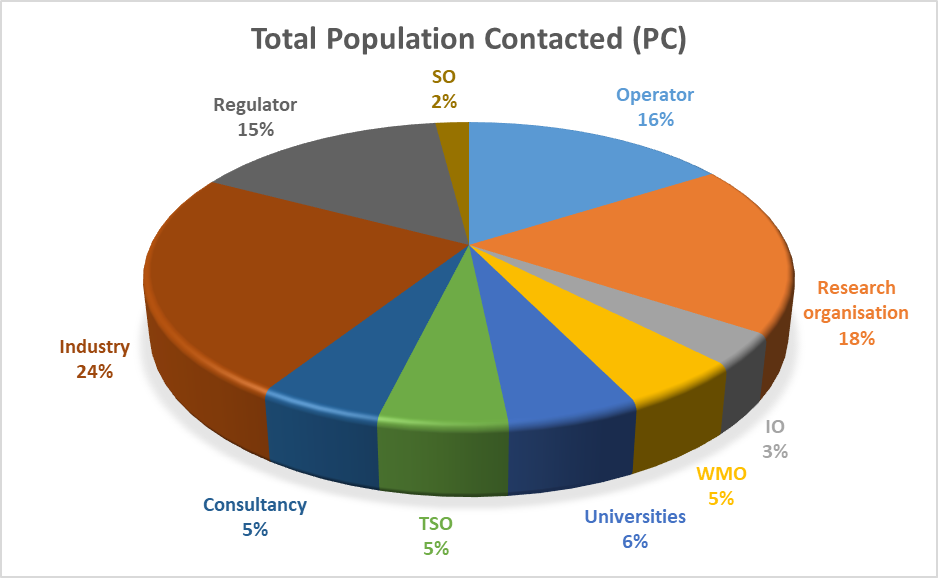 Total Population Contacted (PC)
SO
2%
Operator
16%
Regulator
15%
Research
organisation
18%
Industry
24%
IO
3%
WMO
5%
Consultancy
5%
TSO
5%
Universities
6%